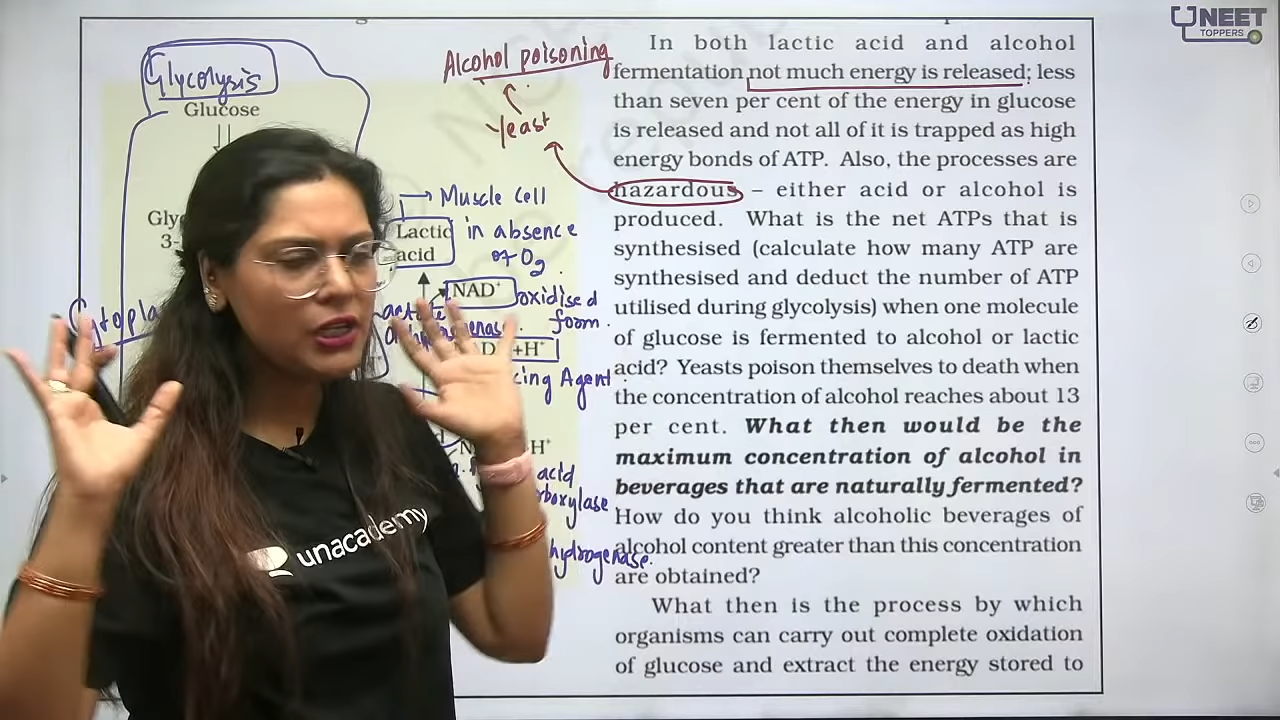 NEET
TOPPERS
Glycolysis
Glucose
Alcohol poisoning
Yeast
Muscle cell
Lactic
acid
in absence
of O2
NAD+
oxidised
form.
+H+
Agent
H+
acid
unacademy
In both lactic acid and alcohol
fermentation not much energy is released; less
than seven per cent of the energy in glucose
is released and not all of it is trapped as high
energy bonds of ATP. Also, the processes are
hazardous – either acid or alcohol is
produced. What is the net ATPs that is
synthesised (calculate how many ATP are
synthesised and deduct the number of ATP
utilised during glycolysis) when one molecule
of glucose is fermented to alcohol or lactic
acid? Yeasts poison themselves to death when
the concentration of alcohol reaches about 13
per cent. What then would be the
maximum concentration of alcohol in
beverages that are naturally fermented?
How do you think alcoholic beverages of
alcohol content greater than this concentration
are obtained?
What then is the process by which
organisms can carry out complete oxidation
of glucose and extract the energy stored to